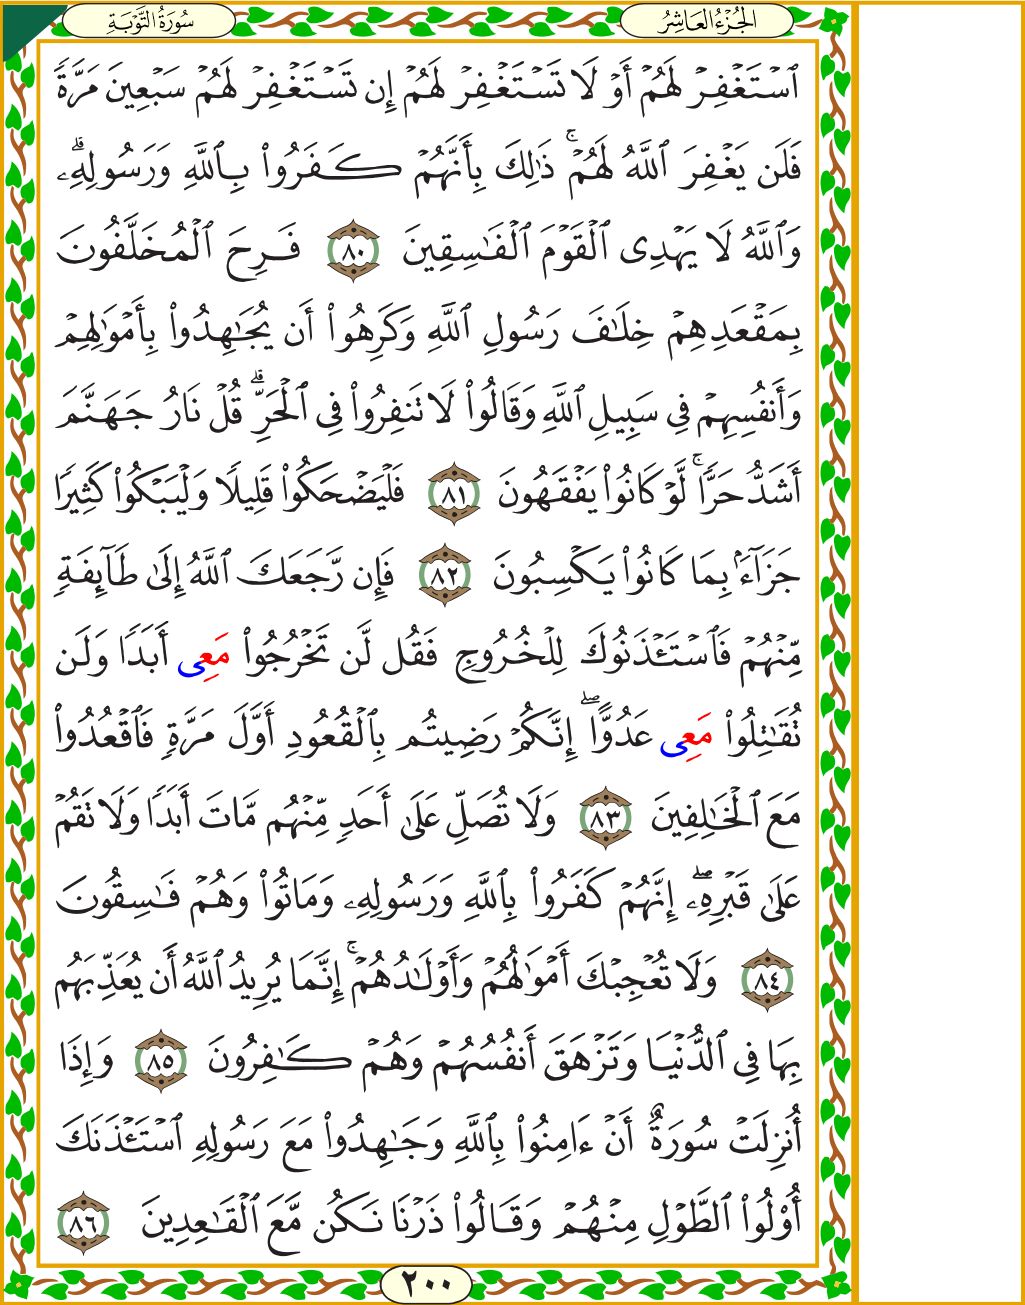 الجُزْءُ العَاشِرُ
سُورَةُ التَّوْبَةِ
ٱسۡتَغۡفِرۡ لَهُمۡ أَوۡ لَا تَسۡتَغۡفِرۡ لَهُمۡ إِن تَسۡتَغۡفِرۡ لَهُمۡ سَبۡعِينَ مَرَّةٗ
فَلَن يَغۡفِرَ ٱللَّهُ لَهُمۡۚ ذَٰلِكَ بِأَنَّهُمۡ كَفَرُواْ بِٱللَّهِ وَرَسُولِهِۦۗ
وَٱللَّهُ لَا يَهۡدِي ٱلۡقَوۡمَ ٱلۡفَٰسِقِينَ ٨٠ فَرِحَ ٱلۡمُخَلَّفُونَ
بِمَقۡعَدِهِمۡ خِلَٰفَ رَسُولِ ٱللَّهِ وَكَرِهُوٓاْ أَن يُجَٰهِدُواْ بِأَمۡوَٰلِهِمۡ
وَأَنفُسِهِمۡ فِي سَبِيلِ ٱللَّهِ وَقَالُواْ لَا تَنفِرُواْ فِي ٱلۡحَرِّۗ قُلۡ نَارُ جَهَنَّمَ
أَشَدُّ حَرّٗاۚ لَّوۡ كَانُواْ يَفۡقَهُونَ ٨١ فَلۡيَضۡحَكُواْ قَلِيلٗا وَلۡيَبۡكُواْ كَثِيرٗا
جَزَآءَۢ بِمَا كَانُواْ يَكۡسِبُونَ ٨٢ فَإِن رَّجَعَكَ ٱللَّهُ إِلَىٰ طَآئِفَةٖ
مِّنۡهُمۡ فَٱسۡتَـٔۡذَنُوكَ لِلۡخُرُوجِ فَقُل لَّن تَخۡرُجُواْ مَعِي أَبَدٗا وَلَن
تُقَٰتِلُواْ مَعِي عَدُوًّاۖ إِنَّكُمۡ رَضِيتُم بِٱلۡقُعُودِ أَوَّلَ مَرَّةٖ فَٱقۡعُدُواْ
مَعَ ٱلۡخَٰلِفِينَ ٨٣ وَلَا تُصَلِّ عَلَىٰٓ أَحَدٖ مِّنۡهُم مَّاتَ أَبَدٗا وَلَا تَقُمۡ
عَلَىٰ قَبۡرِهِۦٓۖ إِنَّهُمۡ كَفَرُواْ بِٱللَّهِ وَرَسُولِهِۦ وَمَاتُواْ وَهُمۡ فَٰسِقُونَ
٨٤ وَلَا تُعۡجِبۡكَ أَمۡوَٰلُهُمۡ وَأَوۡلَٰدُهُمۡۚ إِنَّمَا يُرِيدُ ٱللَّهُ أَن يُعَذِّبَهُم
بِهَا فِي ٱلدُّنۡيَا وَتَزۡهَقَ أَنفُسُهُمۡ وَهُمۡ كَٰفِرُونَ ٨٥ وَإِذَآ
أُنزِلَتۡ سُورَةٌ أَنۡ ءَامِنُواْ بِٱللَّهِ وَجَٰهِدُواْ مَعَ رَسُولِهِ ٱسۡتَـٔۡذَنَكَ
أُوْلُواْ ٱلطَّوۡلِ مِنۡهُمۡ وَقَالُواْ ذَرۡنَا نَكُن مَّعَ ٱلۡقَٰعِدِينَ ٨٦
٢٠٠